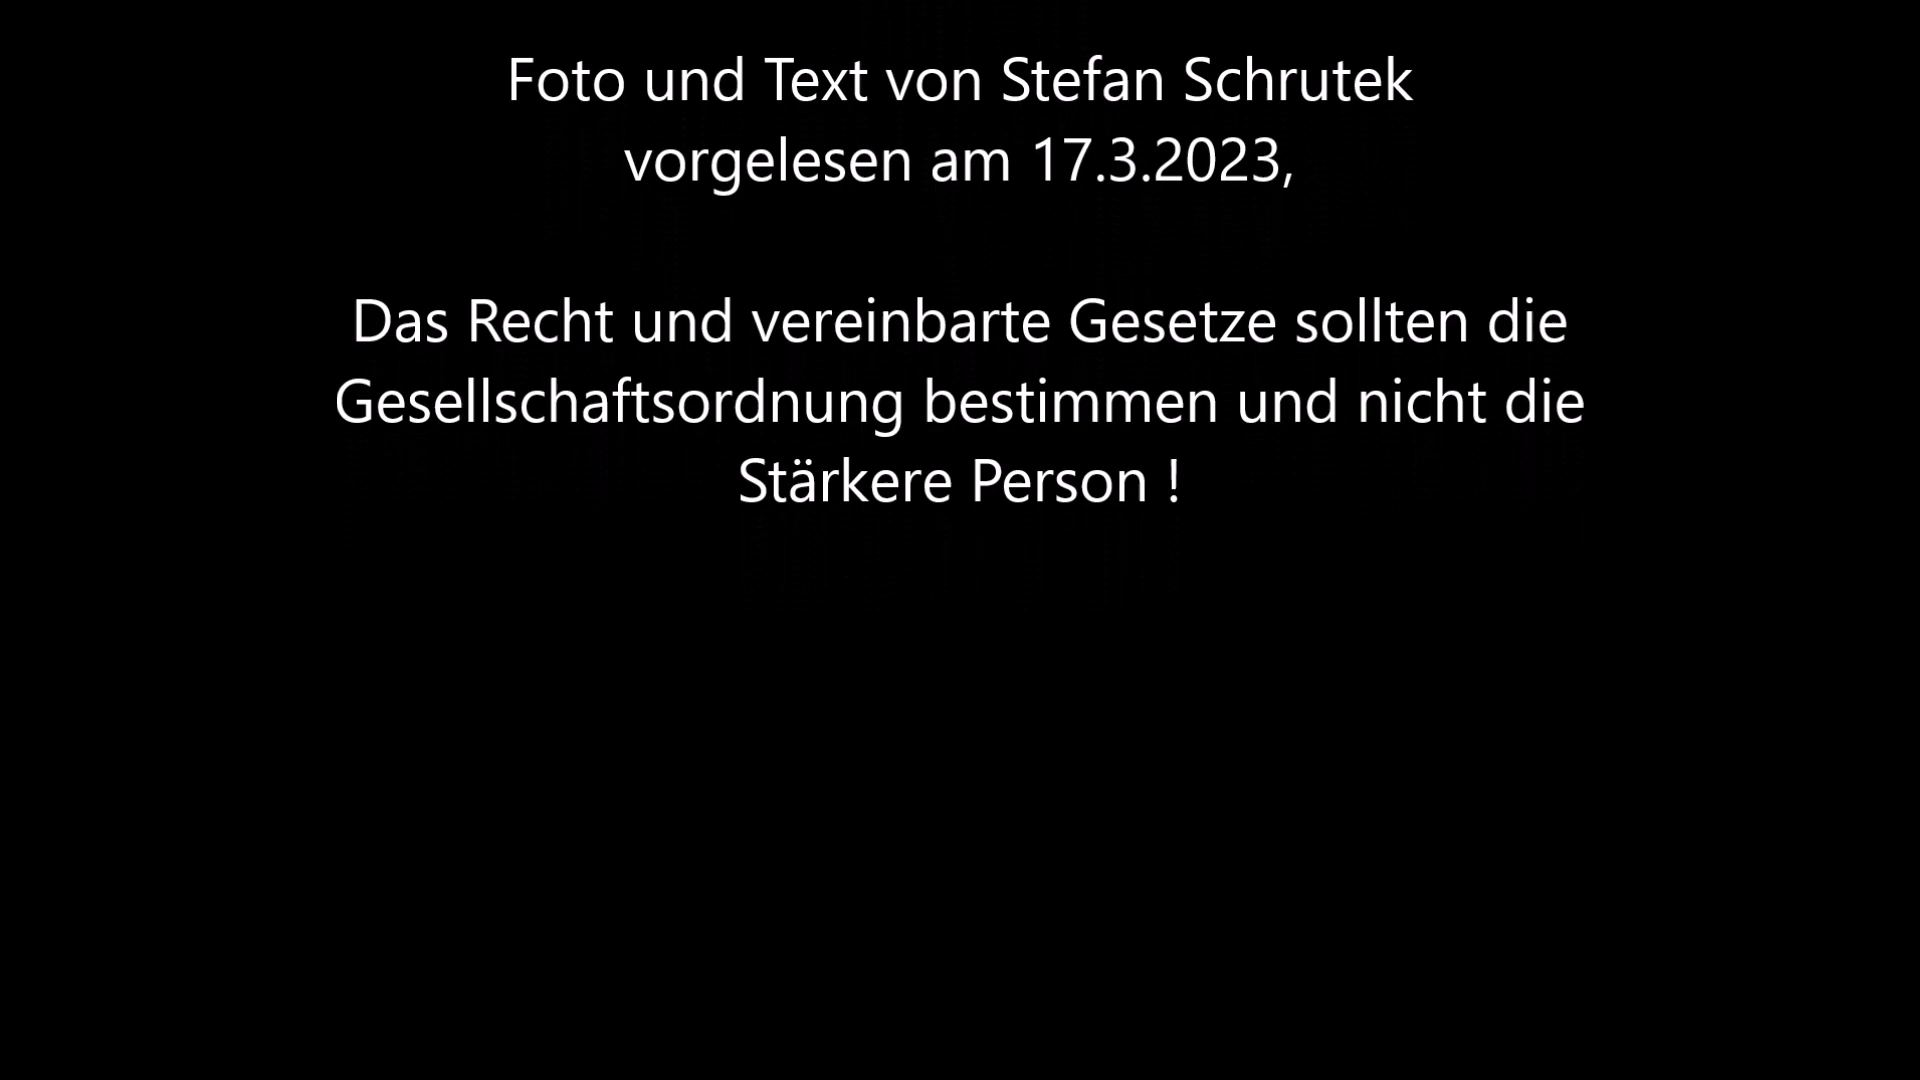 Foto und Text von Stefan Schrutek
vorgelesen am 17.3.2023,
Das Recht und vereinbarte Gesetze sollten die
Gesellschaftsordnung bestimmen und nicht die
Stärkere Person !